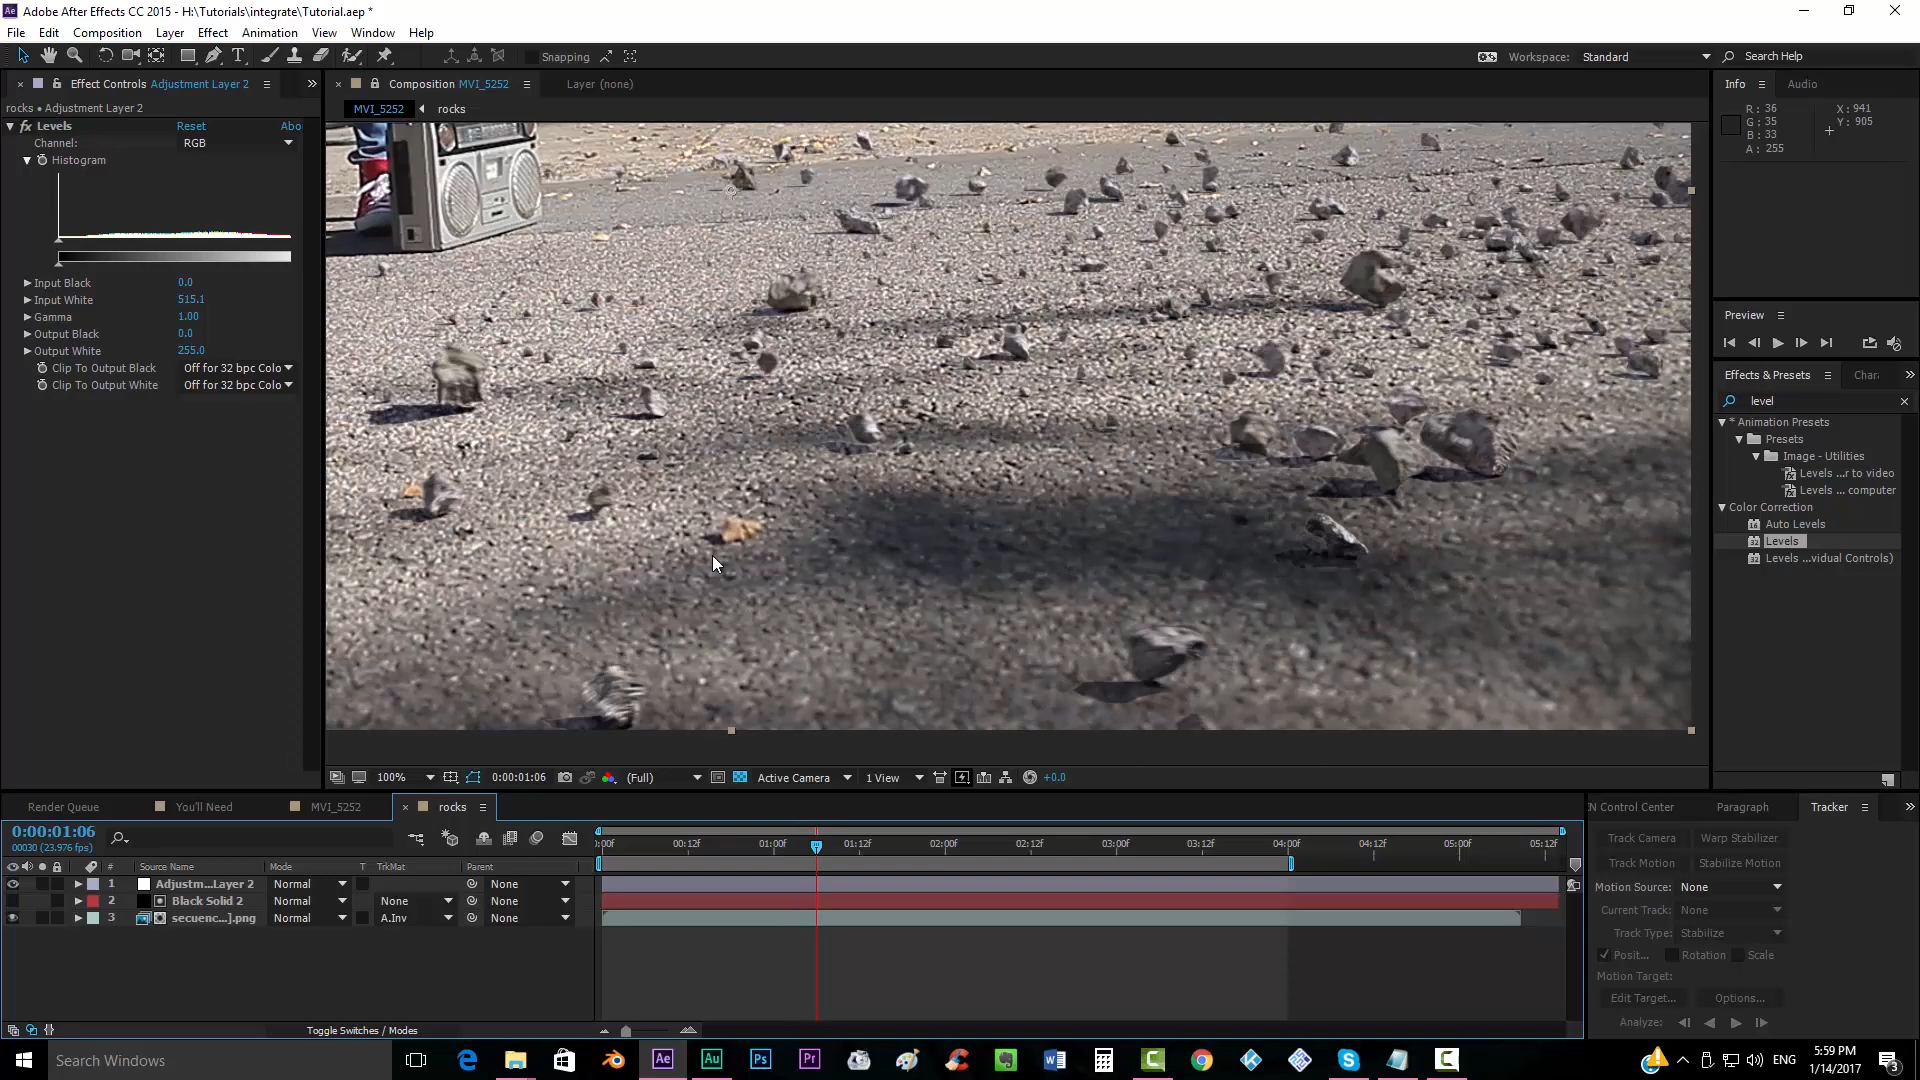 Adobe After Effects CC 2015 - H:\Tutorials\integrate\Tutorial.aep *
File Edit Composition Layer Effect Animation View Window Help
Snapping
Workspace: Standard
Search Help
Effect Controls Adjustment Layer 2
rocks • Adjustment Layer 2
fx Levels Reset Abo
Channel: RGB
Histogram
Input Black 0.0
Input White 515.1
Gamma 1.00
Output Black 0.0
Output White 255.0
Clip To Output Black Off for 32 bpc Colo
Clip To Output White Off for 32 bpc Colo
Composition MVI_5252
Layer (none)
MVI_5252 rocks
100% 0:00:01:06 (Full) Active Camera 1 View +0.0
Info Audio
R: 36 X: 941
G: 35 Y: 905
B: 33
A: 255
Preview
Effects & Presets Chara
level
* Animation Presets
Presets
Image - Utilities
Levels ...r to video
Levels ... computer
Color Correction
Auto Levels
Levels
Levels ...vidual Controls)
Render Queue You'll Need MVI_5252 rocks
0:00:01:06
00030 (23.976 fps)
# Source Name Mode T TrkMat Parent
1 Adjustm...Layer 2 Normal None
2 Black Solid 2 Normal None None
3 secuenc...].png Normal A.Inv None
Toggle Switches / Modes
):00f 00:12f 01:00f 01:12f 02:00f 02:12f 03:00f 03:12f 04:00f 04:12f 05:00f 05:12f
N Control Center Paragraph Tracker
Track Camera Warp Stabilizer
Track Motion Stabilize Motion
Motion Source: None
Current Track: None
Track Type: Stabilize
Posit... Rotation Scale
Motion Target:
Edit Target... Options...
Analyze:
Search Windows
Ae Au Ps Pr
ENG
5:59 PM
1/14/2017
3